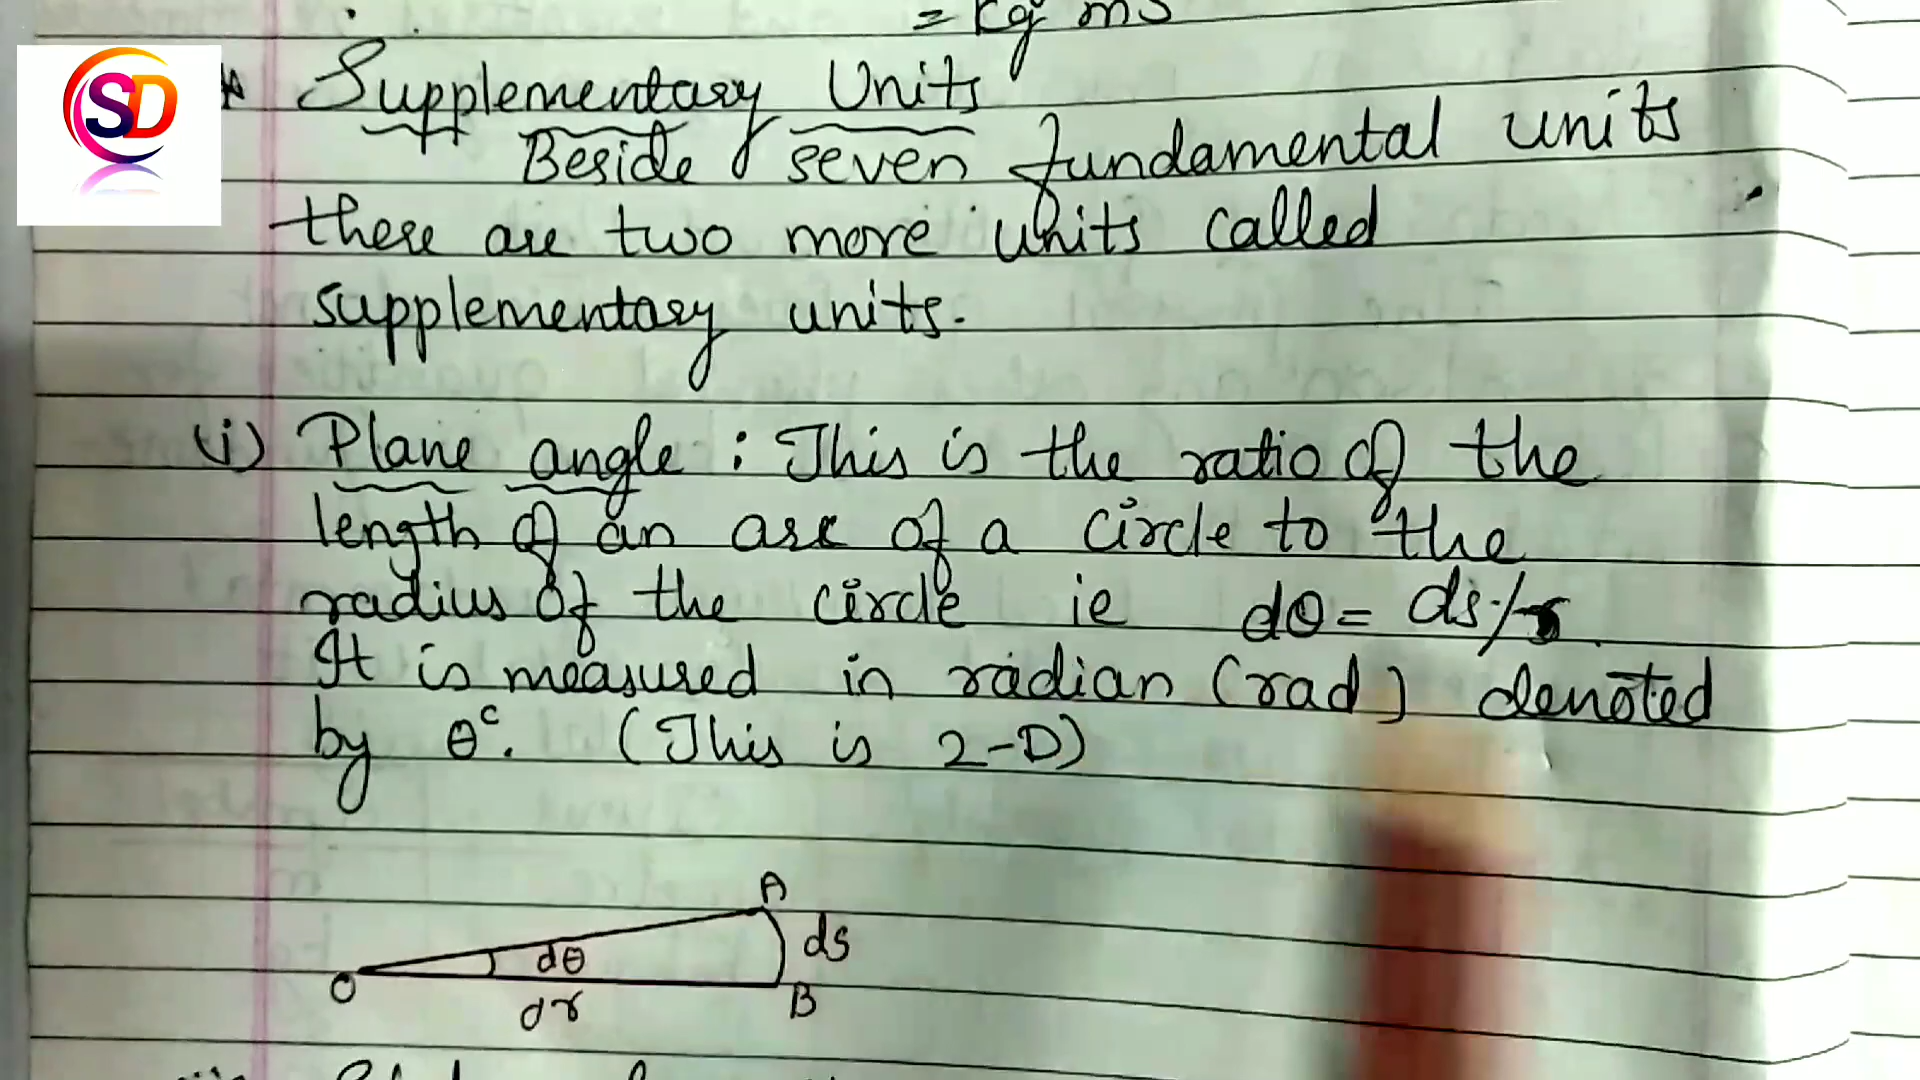 = kg ms
SD
* Supplementary Units
Beside seven fundamental units
there are two more units called
supplementary units.
(i) Plane angle : This is the ratio of the
length of an arc of a circle to the
radius of the circle ie dθ = ds/r
It is measured in radian (rad) denoted
by θᶜ. (This is 2-D)
A
ds
dθ
O
dr
B